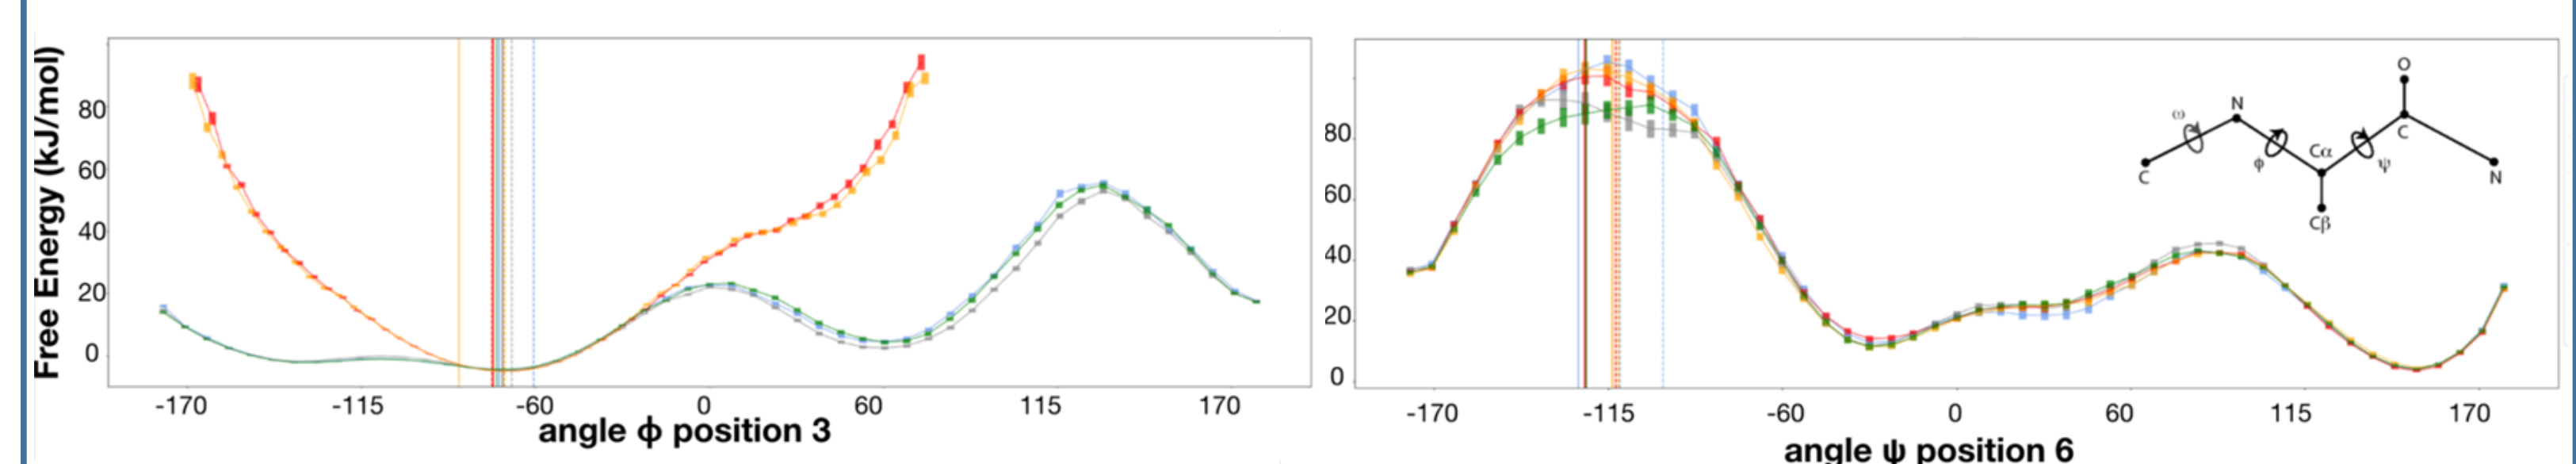 Free Energy (kJ/mol)
80
60
40
20
0
-170 -115 -60 0 60 115 170
angle ϕ position 3
80
60
40
20
0
-170 -115 -60 0 60 115 170
angle ψ position 6
O
N
ω
C
Cα
ϕ
ψ
C
N
Cβ